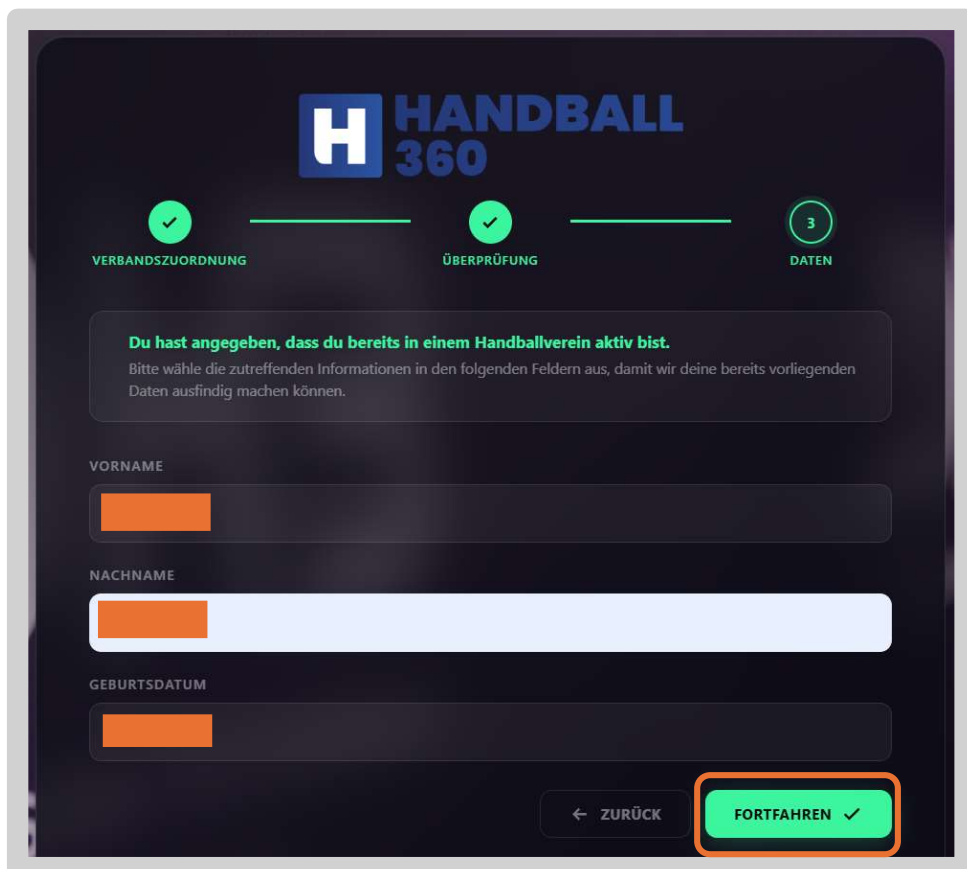 H HANDBALL
360
3
VERBANDSZUORDNUNG ÜBERPRÜFUNG DATEN
Du hast angegeben, dass du bereits in einem Handballverein aktiv bist.
Bitte wähle die zutreffenden Informationen in den folgenden Feldern aus, damit wir deine bereits vorliegenden
Daten ausfindig machen können.
VORNAME
NACHNAME
GEBURTSDATUM
← ZURÜCK FORTFAHREN ✓